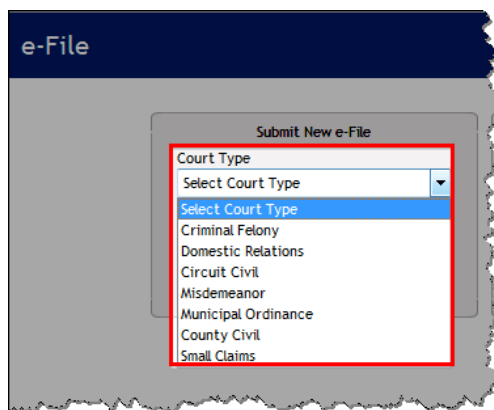 e-File
Submit New e-File
Court Type
Select Court Type
Select Court Type
Criminal Felony
Domestic Relations
Circuit Civil
Misdemeanor
Municipal Ordinance
County Civil
Small Claims